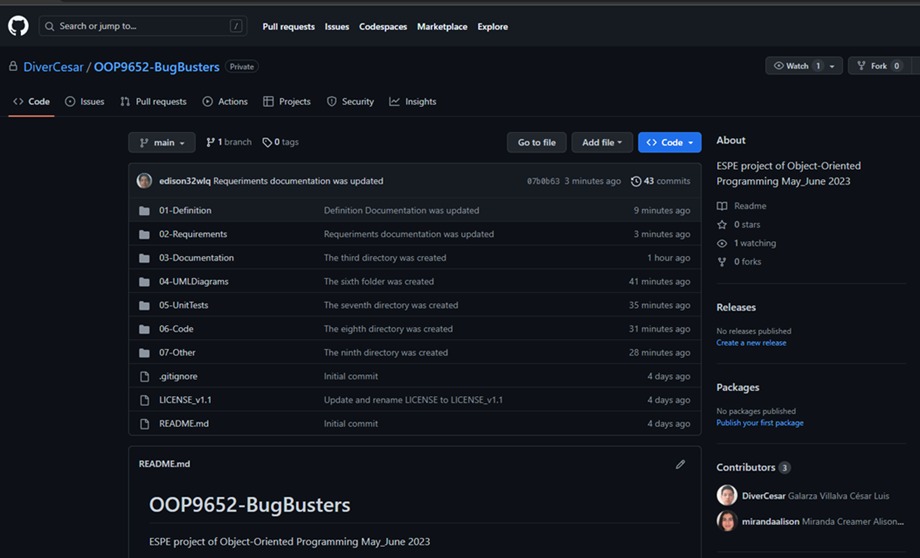 Search or jump to... /
Pull requests Issues Codespaces Marketplace Explore
DiverCesar / OOP9652-BugBusters Private
Watch 1 Fork 0
Code Issues Pull requests Actions Projects Security Insights
main 1 branch 0 tags Go to file Add file Code
edison32wlq Requeriments documentation was updated 07b0b63 3 minutes ago 43 commits
01-Definition Definition Documentation was updated 9 minutes ago
02-Requirements Requeriments documentation was updated 3 minutes ago
03-Documentation The third directory was created 1 hour ago
04-UMLDiagrams The sixth folder was created 41 minutes ago
05-UnitTests The seventh directory was created 35 minutes ago
06-Code The eighth directory was created 31 minutes ago
07-Other The ninth directory was created 28 minutes ago
.gitignore Initial commit 4 days ago
LICENSE_v1.1 Update and rename LICENSE to LICENSE_v1.1 4 days ago
README.md Initial commit 4 days ago
README.md
OOP9652-BugBusters
ESPE project of Object-Oriented Programming May_June 2023
About
ESPE project of Object-Oriented
Programming May_June 2023
Readme
0 stars
1 watching
0 forks
Releases
No releases published
Create a new release
Packages
No packages published
Publish your first package
Contributors 3
DiverCesar Galarza Villalva César Luis
mirandaalison Miranda Creamer Alison...